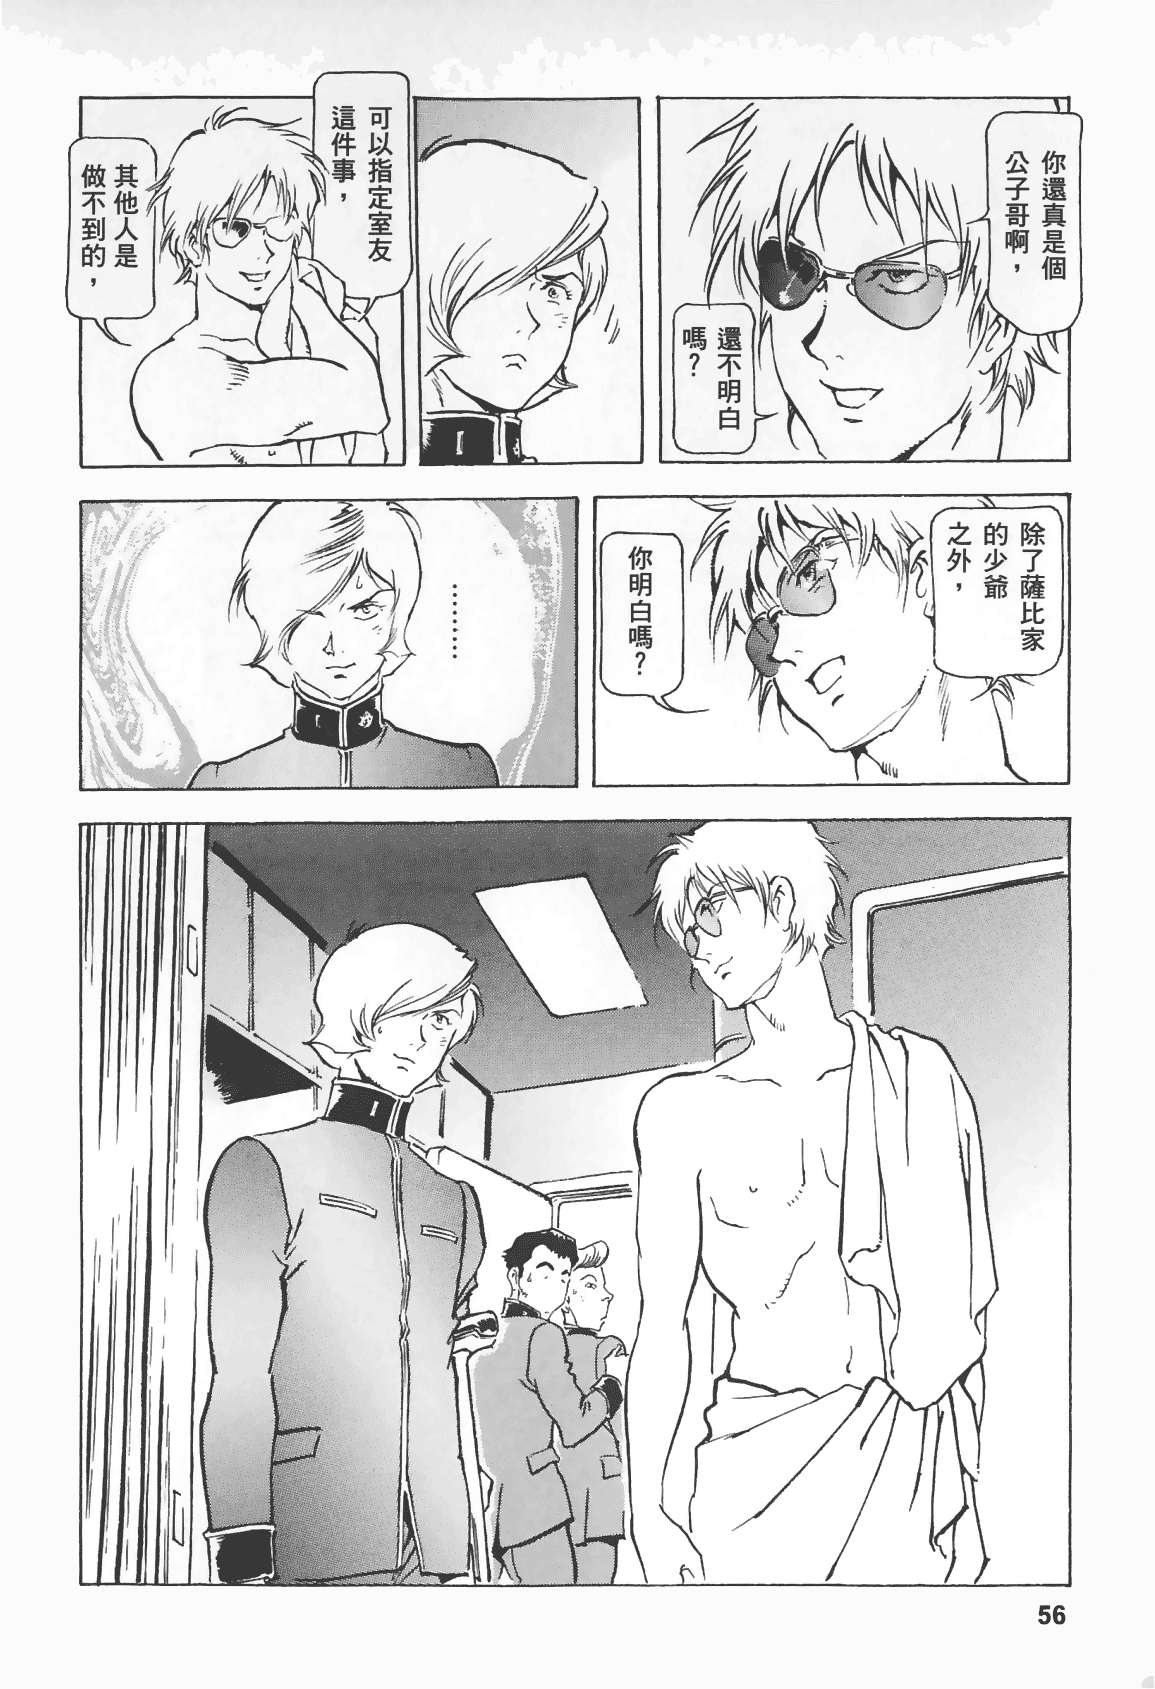 你還真是個
公子哥啊，
還不明白
嗎？
可以指定室友
這件事，
其他人是
做不到的，
除了薩比家
的少爺
之外，
你明白嗎？
………
56